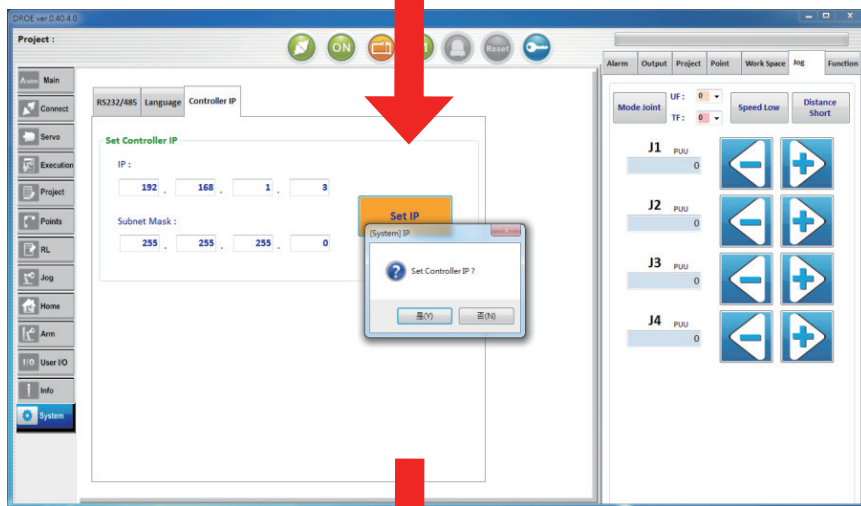 DROE ver.0.40.4.0
Project :
ON
Reset
Main
Connect
Servo
Execution
Project
Points
RL
Jog
Home
Arm
I/O User I/O
i Info
System
RS232/485 Language Controller IP
Set Controller IP
IP :
192 . 168 . 1 . 3
Subnet Mask :
255 . 255 . 255 . 0
Set IP
[System] IP
Set Controller IP ?
是(Y) 否(N)
Alarm Output Project Point Work Space Jog Function
Mode Joint
UF : 0
TF : 0
Speed Low
Distance
Short
J1 PUU
0
J2 PUU
0
J3 PUU
0
J4 PUU
0